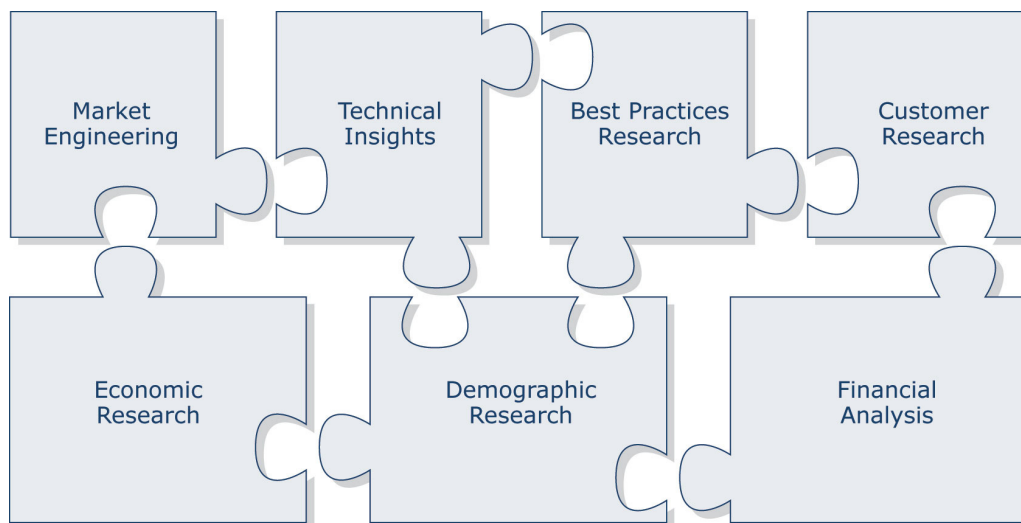 Market
Engineering
Technical
Insights
Best Practices
Research
Customer
Research
Economic
Research
Demographic
Research
Financial
Analysis